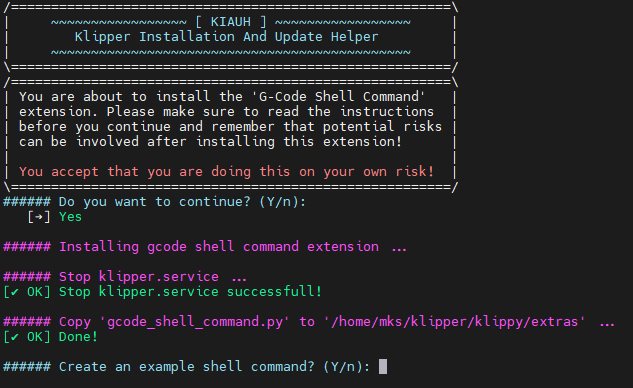 /=======================================================\
|     ~~~~~~~~~~~~~~~~~ [ KIAUH ] ~~~~~~~~~~~~~~~~~     |
|        Klipper Installation And Update Helper         |
|     ~~~~~~~~~~~~~~~~~~~~~~~~~~~~~~~~~~~~~~~~~~~~~     |
\=======================================================/
/=======================================================\
| You are about to install the 'G-Code Shell Command'   |
| extension. Please make sure to read the instructions  |
| before you continue and remember that potential risks |
| can be involved after installing this extension!      |
|                                                       |
| You accept that you are doing this on your own risk!  |
\=======================================================/
###### Do you want to continue? (Y/n):
   [➔] Yes
###### Installing gcode shell command extension ...
###### Stop klipper.service ...
[✔ OK] Stop klipper.service successfull!
###### Copy 'gcode_shell_command.py' to '/home/mks/klipper/klippy/extras' ...
[✔ OK] Done!
###### Create an example shell command? (Y/n):